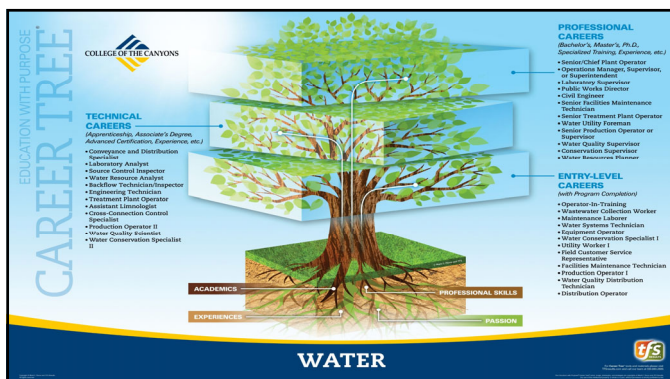 EDUCATION WITH PURPOSE
CAREER TREE
COLLEGE OF THE CANYONS
TECHNICAL
CAREERS
(Apprenticeship, Associate's Degree,
Advanced Certification, Experience, etc.)
• Conveyance and Distribution
Specialist
• Laboratory Analyst
• Source Control Inspector
• Water Resource Analyst
• Backflow Technician/Inspector
• Engineering Technician
• Treatment Plant Operator
• Assistant Limnologist
• Cross-Connection Control
Specialist
• Production Operator II
• Water Quality Scientist
• Water Conservation Specialist
II
PROFESSIONAL
CAREERS
(Bachelor's, Master's, Ph.D.,
Specialized Training, Experience, etc.)
• Senior/Chief Plant Operator
• Operations Manager, Supervisor,
or Superintendent
• Laboratory Supervisor
• Public Works Director
• Civil Engineer
• Senior Facilities Maintenance
Technician
• Senior Treatment Plant Operator
• Water Utility Foreman
• Senior Production Operator or
Supervisor
• Water Quality Supervisor
• Conservation Supervisor
• Water Resources Planner
ENTRY-LEVEL
CAREERS
(with Program Completion)
• Operator-In-Training
• Wastewater Collection Worker
• Maintenance Laborer
• Water Systems Technician
• Equipment Operator
• Water Conservation Specialist I
• Utility Worker I
• Field Customer Service
Representative
• Facilities Maintenance Technician
• Production Operator I
• Water Quality Distribution
Technician
• Distribution Operator
ACADEMICS
PROFESSIONAL SKILLS
EXPERIENCES
PASSION
WATER
tfs